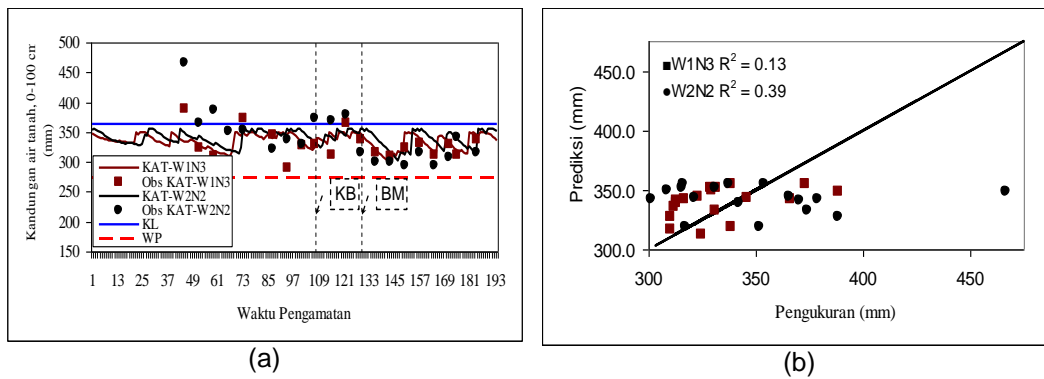 500
450
400
350
300
250
200
150
Kandungan air tanah, 0-100 cm
(mm)
KAT-W1N3
Obs KAT-W1N3
KAT-W2N2
Obs KAT-W2N2
KL
WP
KB
BM
1 13 25 37 49 61 73 85 97 109 121 133 145 157 169 181 193
Waktu Pengamatan
(a)
W1N3 R² = 0.13
W2N2 R² = 0.39
450.0
400.0
350.0
300.0
Prediksi (mm)
300 350 400 450
Pengukuran (mm)
(b)